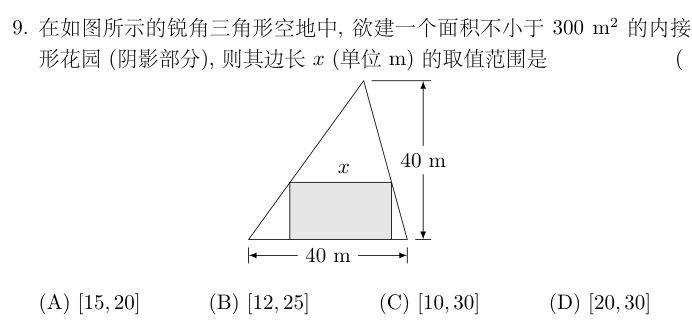 9. 在如图所示的锐角三角形空地中, 欲建一个面积不小于 300 m² 的内接
形花园 (阴影部分), 则其边长 x (单位 m) 的取值范围是 (
x
40 m
40 m
(A) [15, 20] (B) [12, 25] (C) [10, 30] (D) [20, 30]